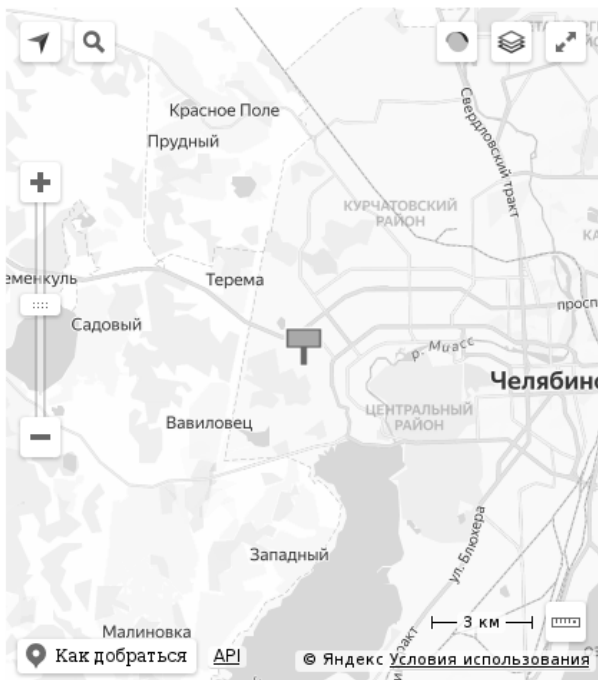 Красное Поле
Прудный
Свердловский тракт
КУРЧАТОВСКИЙ
РАЙОН
еменкуль
Терема
Садовый
просп
р. Миасс
Челябинс
Вавиловец
ЦЕНТРАЛЬНЫЙ
РАЙОН
ул. Блюхера
Западный
3 км
Малиновка
Как добраться
API
© Яндекс Условия использования